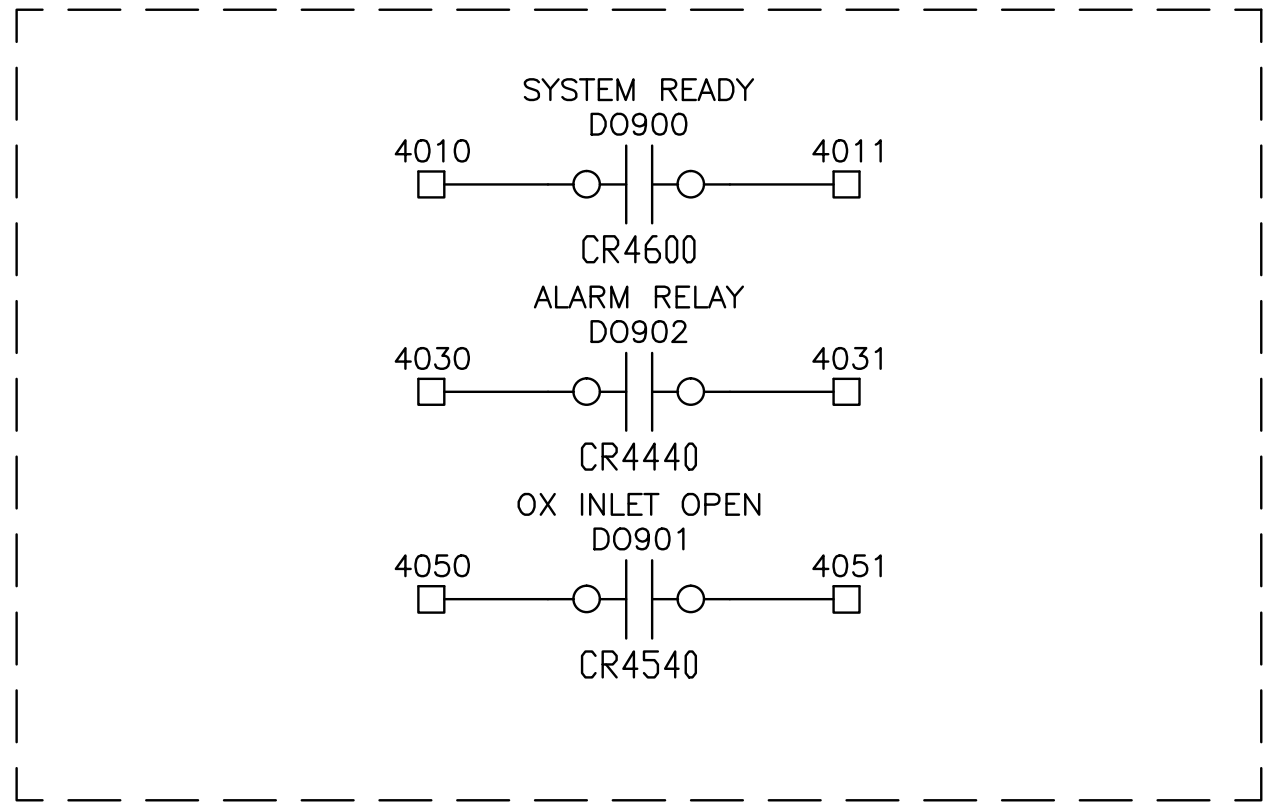 SYSTEM READY
DO900
4010 4011
CR4600
ALARM RELAY
DO902
4030 4031
CR4440
OX INLET OPEN
DO901
4050 4051
CR4540